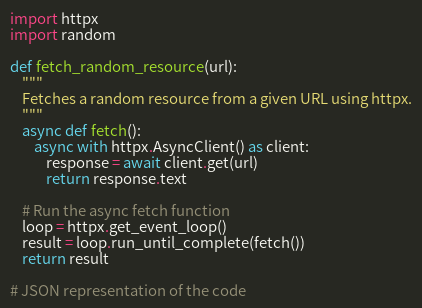 import httpx
import random

def fetch_random_resource(url):
    """
    Fetches a random resource from a given URL using httpx.
    """
    async def fetch():
        async with httpx.AsyncClient() as client:
            response = await client.get(url)
            return response.text

    # Run the async fetch function
    loop = httpx.get_event_loop()
    result = loop.run_until_complete(fetch())
    return result

# JSON representation of the code